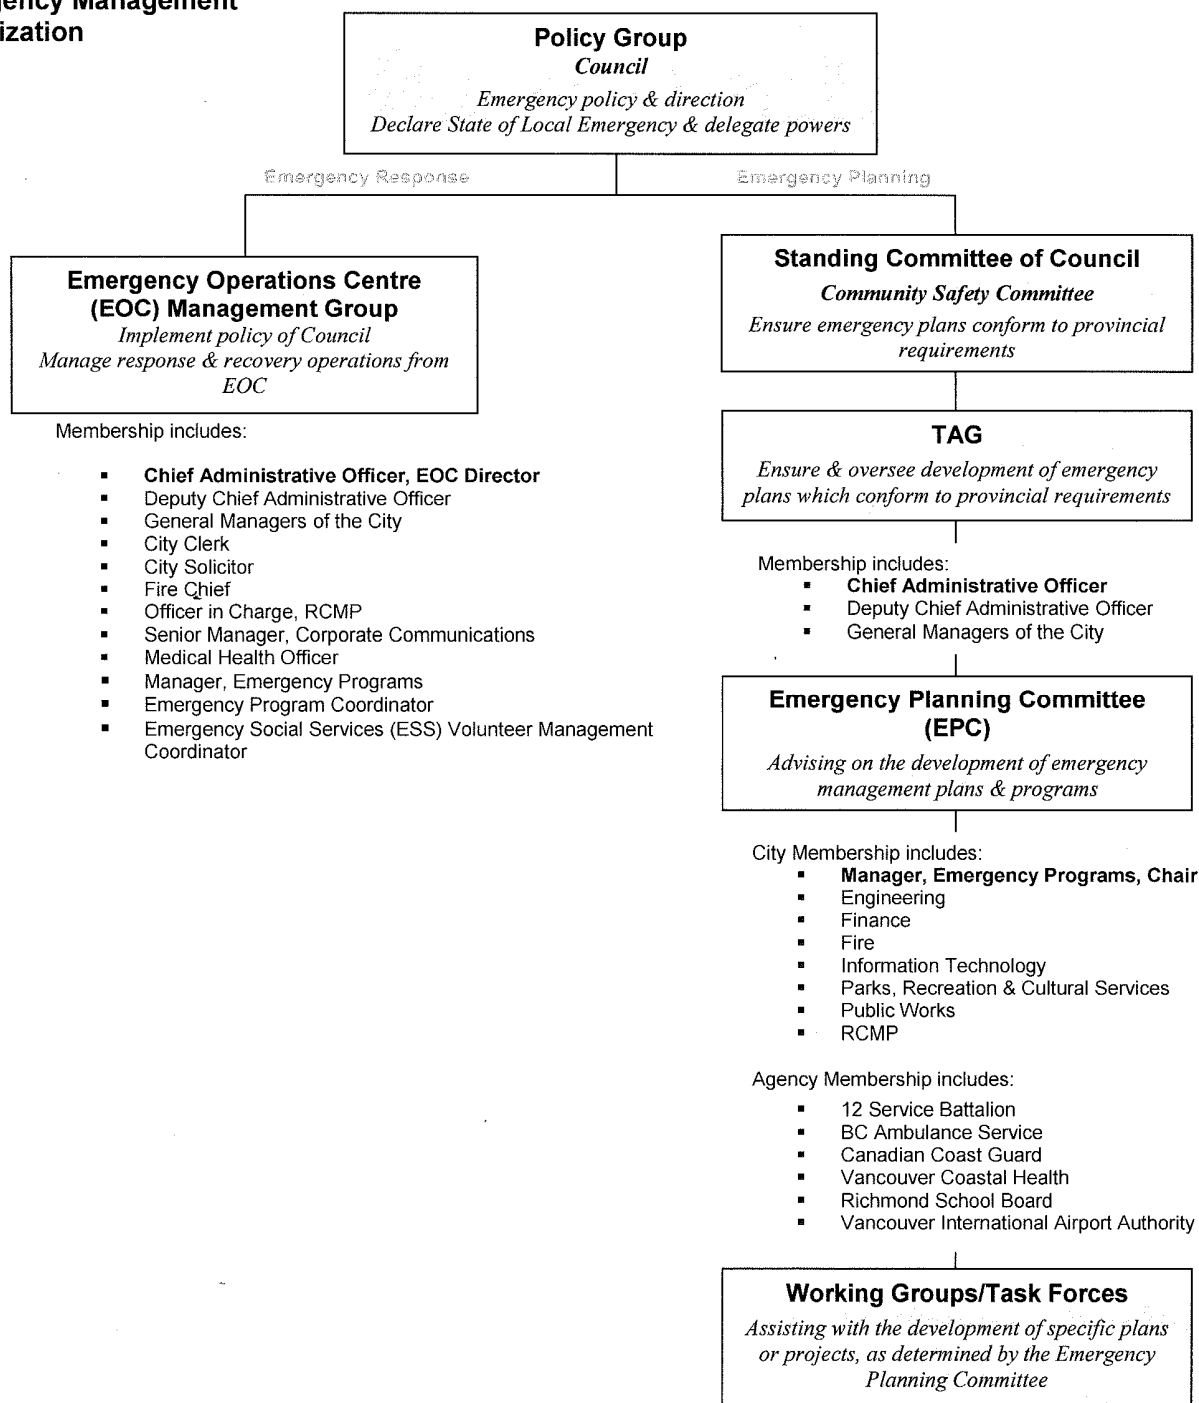 gency Management
ization
Policy Group
Council
Emergency policy & direction
Declare State of Local Emergency & delegate powers
Emergency Response
Emergency Planning
Emergency Operations Centre
(EOC) Management Group
Implement policy of Council
Manage response & recovery operations from
EOC
Membership includes:
▪ Chief Administrative Officer, EOC Director
▪ Deputy Chief Administrative Officer
▪ General Managers of the City
▪ City Clerk
▪ City Solicitor
▪ Fire Chief
▪ Officer in Charge, RCMP
▪ Senior Manager, Corporate Communications
▪ Medical Health Officer
▪ Manager, Emergency Programs
▪ Emergency Program Coordinator
▪ Emergency Social Services (ESS) Volunteer Management
Coordinator
Standing Committee of Council
Community Safety Committee
Ensure emergency plans conform to provincial
requirements
TAG
Ensure & oversee development of emergency
plans which conform to provincial requirements
Membership includes:
▪ Chief Administrative Officer
▪ Deputy Chief Administrative Officer
▪ General Managers of the City
Emergency Planning Committee
(EPC)
Advising on the development of emergency
management plans & programs
City Membership includes:
▪ Manager, Emergency Programs, Chair
▪ Engineering
▪ Finance
▪ Fire
▪ Information Technology
▪ Parks, Recreation & Cultural Services
▪ Public Works
▪ RCMP
Agency Membership includes:
▪ 12 Service Battalion
▪ BC Ambulance Service
▪ Canadian Coast Guard
▪ Vancouver Coastal Health
▪ Richmond School Board
▪ Vancouver International Airport Authority
Working Groups/Task Forces
Assisting with the development of specific plans
or projects, as determined by the Emergency
Planning Committee